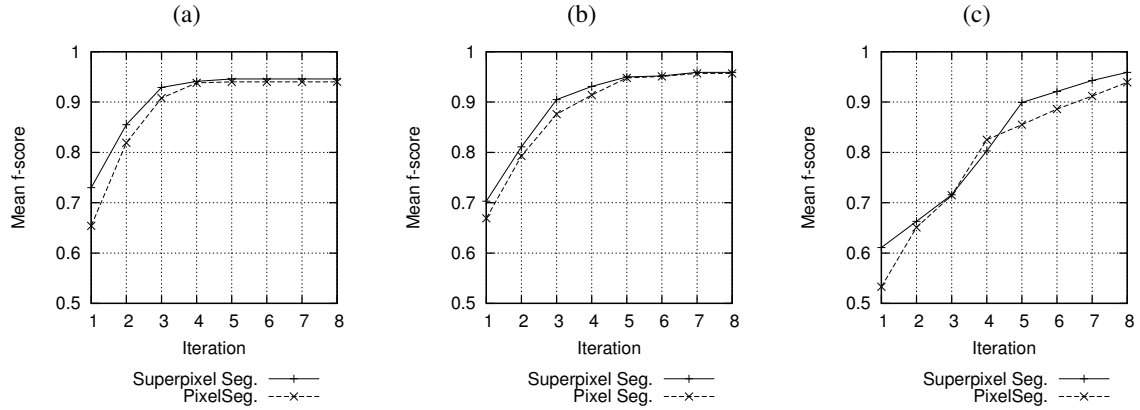 (a)
(b)
(c)
1
0.9
0.8
0.7
0.6
0.5
Mean f-score
1 2 3 4 5 6 7 8
Iteration
Superpixel Seg.
PixelSeg.
1
0.9
0.8
0.7
0.6
0.5
Mean f-score
1 2 3 4 5 6 7 8
Iteration
Superpixel Seg.
Pixel Seg.
1
0.9
0.8
0.7
0.6
0.5
Mean f-score
1 2 3 4 5 6 7 8
Iteration
Superpixel Seg.
PixelSeg.